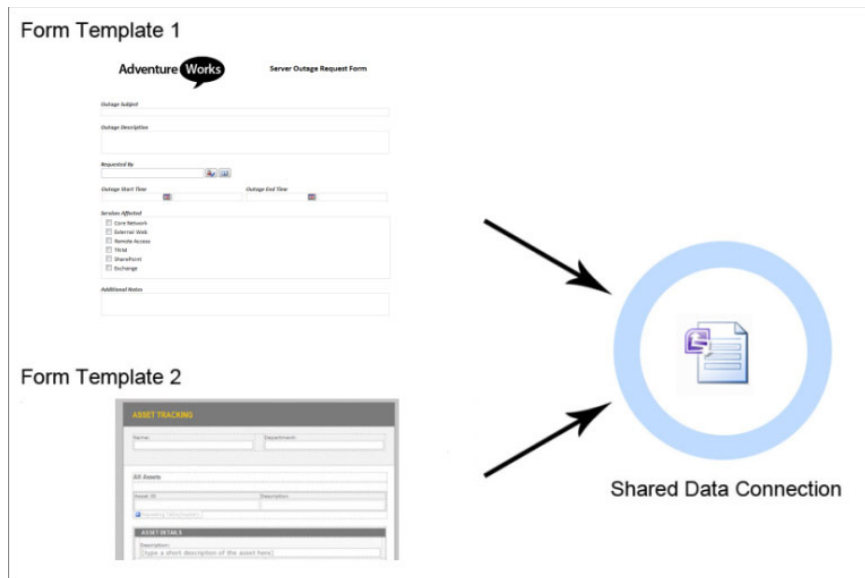 Form Template 1
Adventure Works
Server Outage Request Form
Outage Subject
Outage Description
Requested By
Outage Start Time
Outage End Time
Services Affected
Core Network
External Web
Remote Access
SharePoint
Exchange
Additional Notes
Form Template 2
ASSET TRACKING
Name:
Department:
All Assets
Asset ID
Description
ASSET DETAILS
Description:
[type a short description of the asset here]
Shared Data Connection